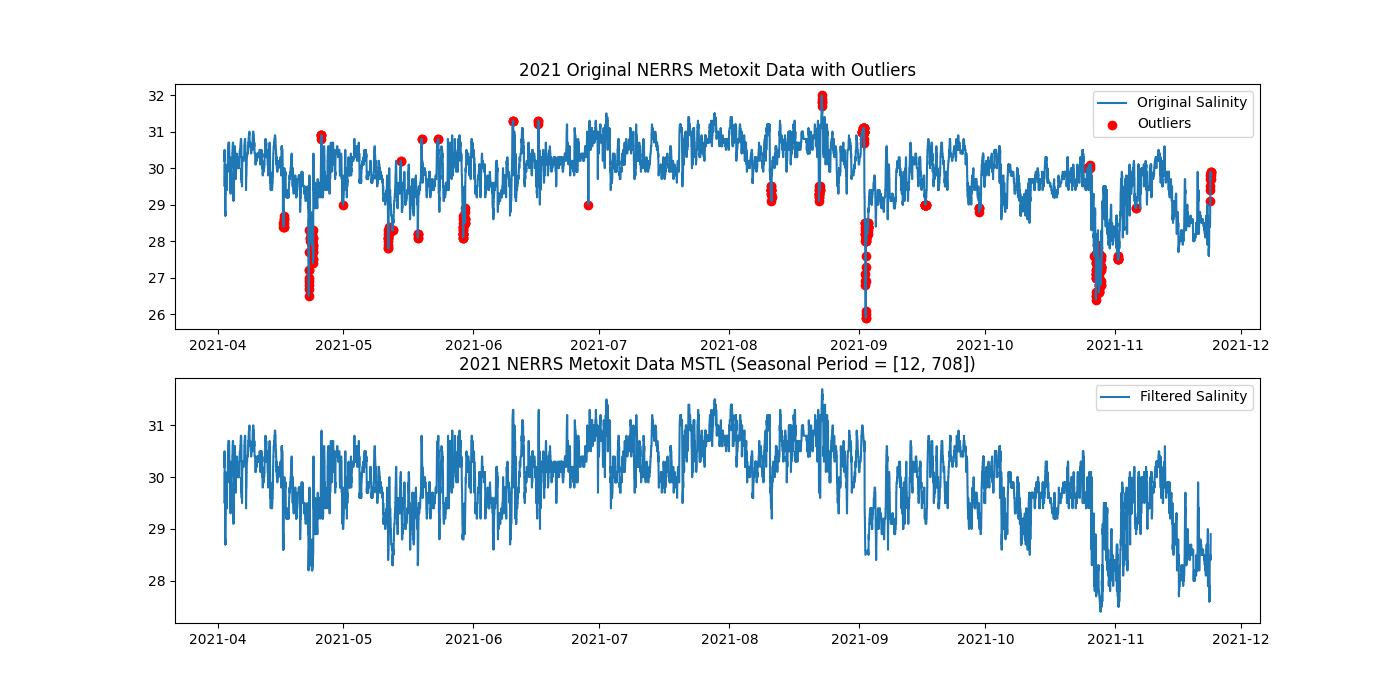 2021 Original NERRS Metoxit Data with Outliers
32
31
30
29
28
27
26
Original Salinity
Outliers
2021-04 2021-05 2021-06 2021-07 2021-08 2021-09 2021-10 2021-11 2021-12
2021 NERRS Metoxit Data MSTL (Seasonal Period = [12, 708])
31
30
29
28
Filtered Salinity
2021-04 2021-05 2021-06 2021-07 2021-08 2021-09 2021-10 2021-11 2021-12